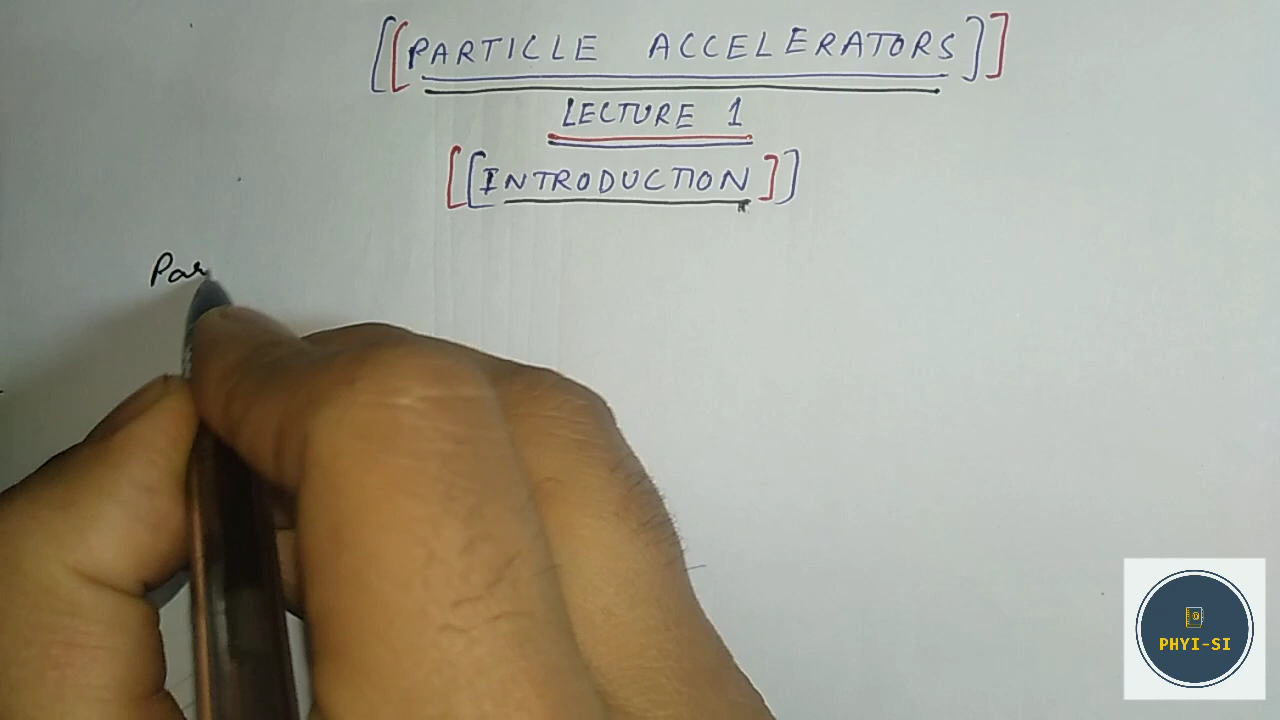 [[PARTICLE ACCELERATORS]]
LECTURE 1
[[INTRODUCTION]]
Par
PHYI-SI